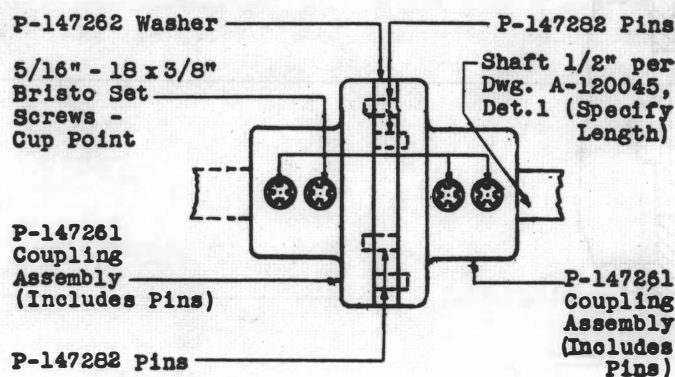 P-147262 Washer
P-147282 Pins
5/16" - 18 x 3/8"
Bristo Set
Screws -
Cup Point
Shaft 1/2" per
Dwg. A-120045,
Det.1 (Specify
Length)
P-147261
Coupling
Assembly
(Includes Pins)
P-147261
Coupling
Assembly
(Includes
Pins)
P-147282 Pins